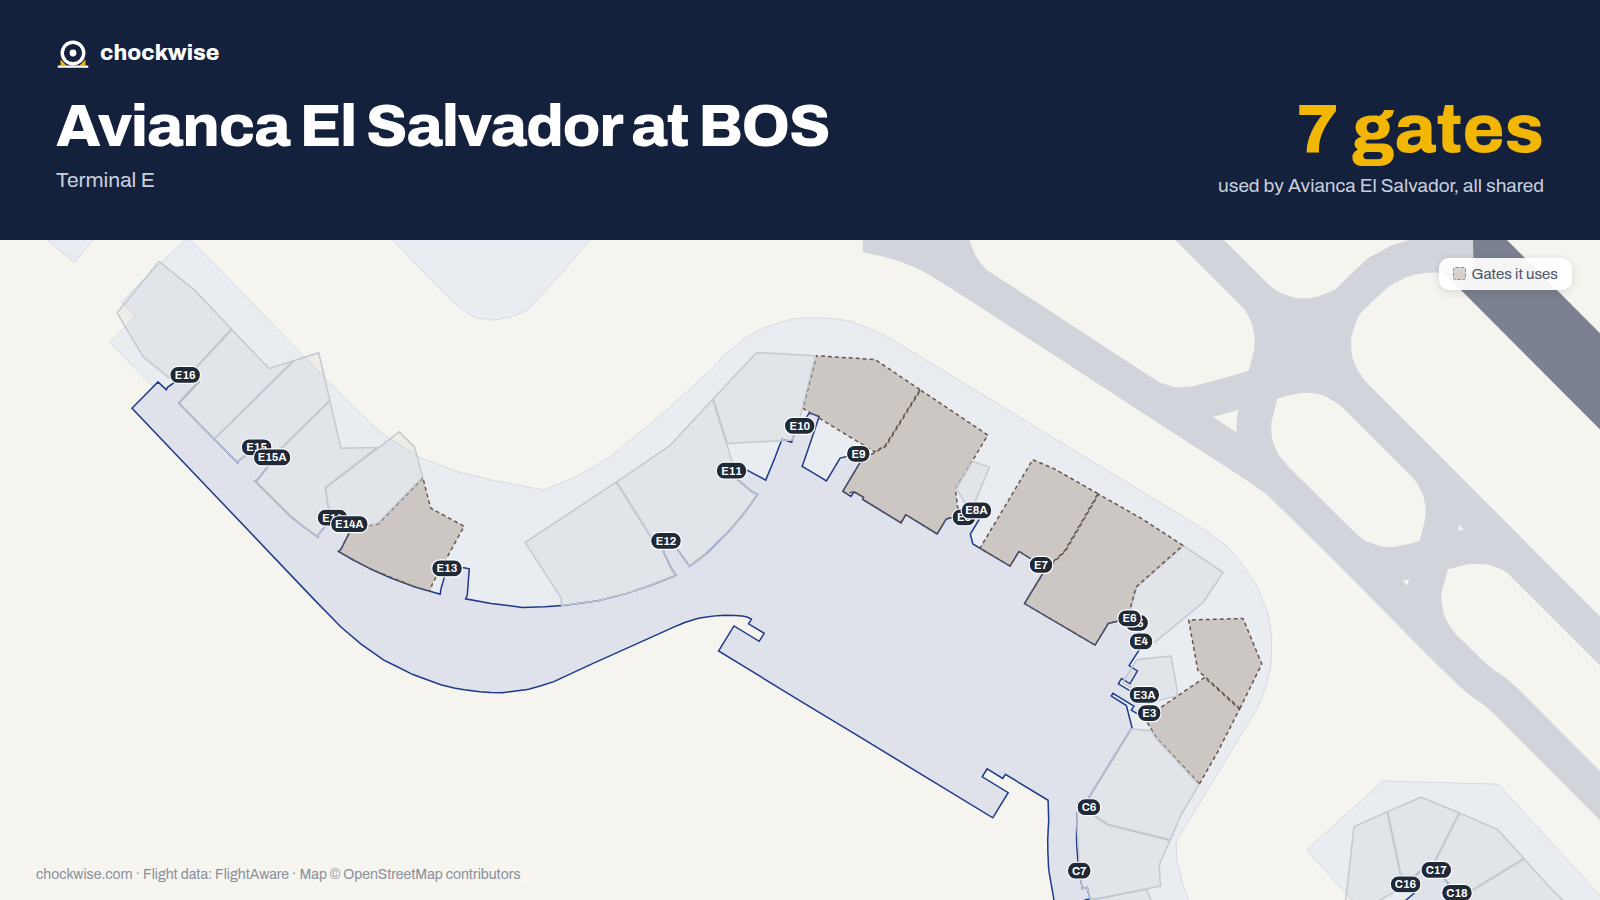 chockwise
Avianca El Salvador at BOS
Terminal E
7 gates
used by Avianca El Salvador, all shared
Gates it uses
E16
E15
E15A
E14A
E13
E12
E11
E10
E9
E8A
E7
E6
E4
E3A
E3
C6
C7
C17
C16
C18
chockwise.com · Flight data: FlightAware · Map © OpenStreetMap contributors